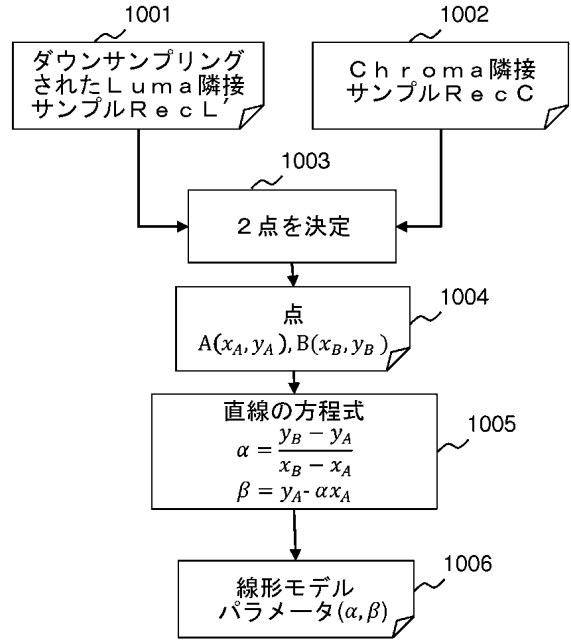 1001
ダウンサンプリング
されたＬｕｍａ隣接
サンプルＲｅｃＬ’
1002
Ｃｈｒｏｍａ隣接
サンプルＲｅｃＣ
1003
２点を決定
1004
点
A(x_A, y_A), B(x_B, y_B)
1005
直線の方程式
α = (y_B − y_A) / (x_B − x_A)
β = y_A - αx_A
1006
線形モデル
パラメータ(α, β)